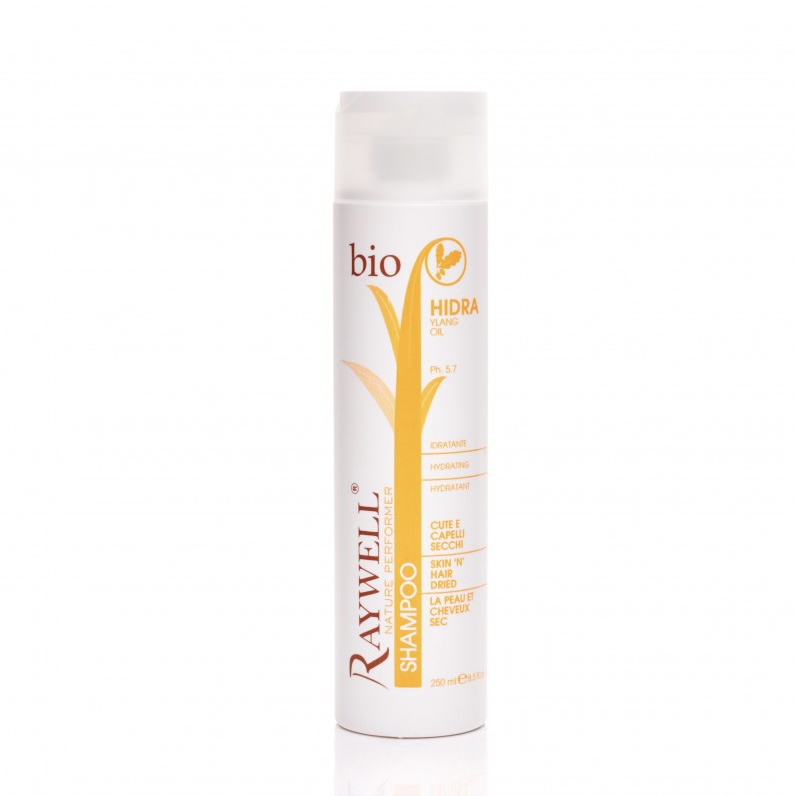 bio
HIDRA
YLANG
OIL
Ph. 5.7
IDRATANTE
HYDRATING
HYDRATANT
CUTE E
CAPELLI
SECCHI
SKIN 'N'
HAIR
DRIED
LA PEAU ET
CHEVEUX
SEC
250 ml ℮
RAYWELL®
NATURE PERFORMER
SHAMPOO